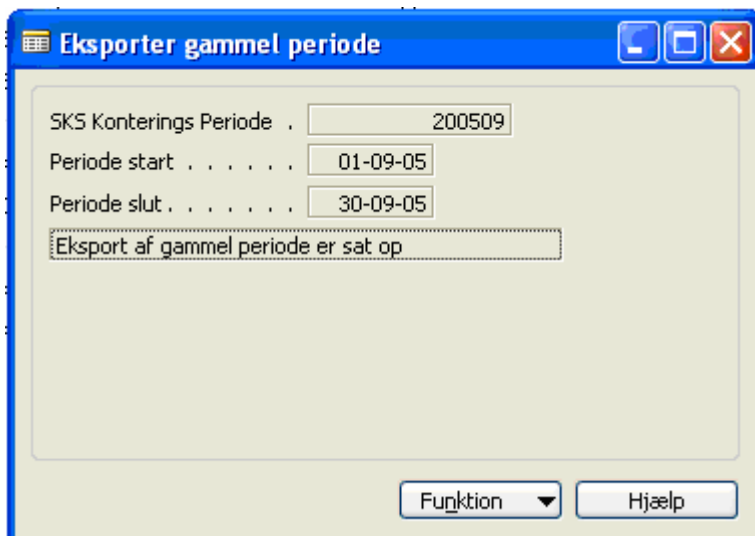 Eksporter gammel periode
SKS Konterings Periode . 200509
Periode start . . . . . . 01-09-05
Periode slut . . . . . . . 30-09-05
Eksport af gammel periode er sat op
Funktion Hjælp